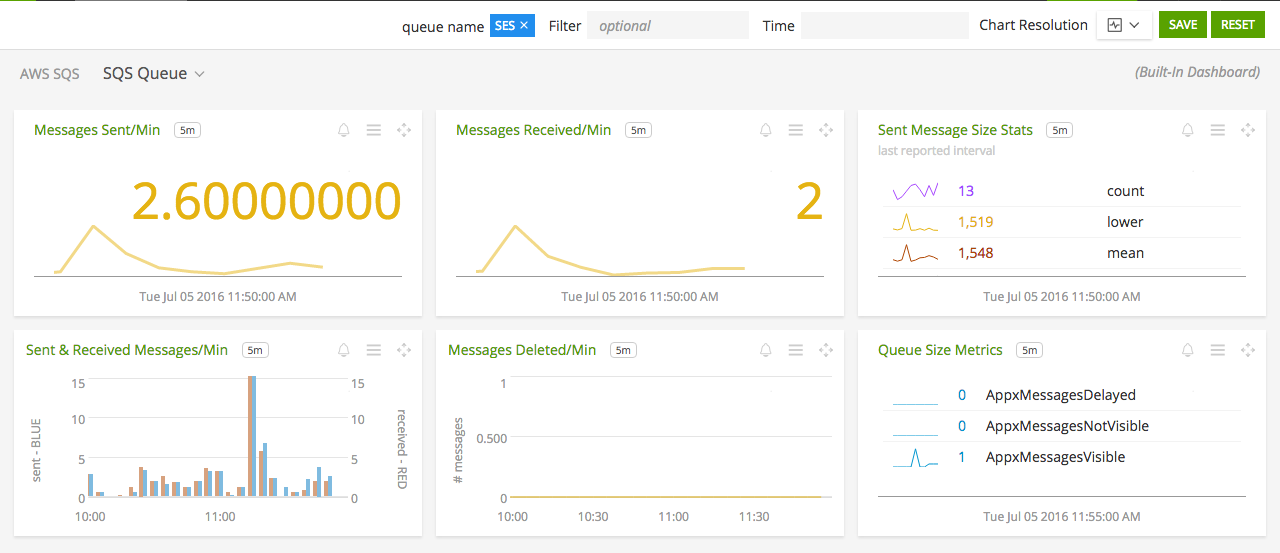 queue name SES × Filter optional Time Chart Resolution SAVE RESET
AWS SQS SQS Queue (Built-In Dashboard)
Messages Sent/Min 5m
2.60000000
Tue Jul 05 2016 11:50:00 AM
Messages Received/Min 5m
2
Tue Jul 05 2016 11:50:00 AM
Sent Message Size Stats 5m
last reported interval
13 count
1,519 lower
1,548 mean
Tue Jul 05 2016 11:50:00 AM
Sent & Received Messages/Min 5m
sent - BLUE
15 15
10 10
5 5
0 0
received - RED
10:00 11:00
Messages Deleted/Min 5m
# messages
1
0.500
0
10:00 10:30 11:00 11:30
Queue Size Metrics 5m
0 AppxMessagesDelayed
0 AppxMessagesNotVisible
1 AppxMessagesVisible
Tue Jul 05 2016 11:55:00 AM